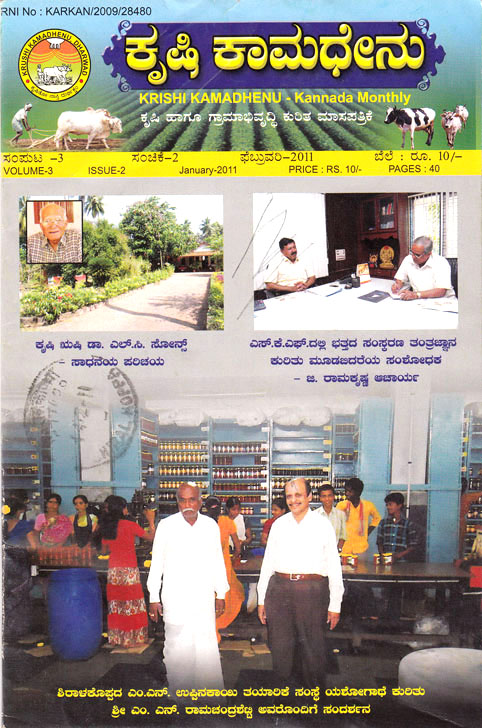 RNI No : KARKAN/2009/28480
KRUSHI KAMADHENU, DHARWAD
ಕೃಷಿ ಕಾಮಧೇನು
KRISHI KAMADHENU - Kannada Monthly
ಕೃಷಿ ಹಾಗೂ ಗ್ರಾಮಾಭಿವೃದ್ಧಿ ಕುರಿತ ಮಾಸಪತ್ರಿಕೆ
ಸಂಪುಟ -3 ಸಂಚಿಕೆ-2 ಫೆಬ್ರುವರಿ-2011 ಬೆಲೆ : ರೂ. 10/-
VOLUME-3 ISSUE-2 January-2011 PRICE : RS. 10/- PAGES : 40
ಕೃಷಿ ಋಷಿ ಡಾ. ಎಲ್.ಸಿ. ಸೋನ್ಸ್
- ಸಾಧನೆಯ ಪರಿಚಯ
ಎಸ್.ಕೆ.ಎಫ್.ದಲ್ಲಿ ಭತ್ತದ ಸಂಸ್ಕರಣ ತಂತ್ರಜ್ಞಾನ
ಕುರಿತು ಮೂಡಬಿದರೆಯ ಸಂಶೋಧಕ
- ಜಿ. ರಾಮಕೃಷ್ಣ ಆಚಾರ್ಯ
ಶಿರಾಳಕೊಪ್ಪದ ಎಂ.ಎನ್. ಉಪ್ಪಿನಕಾಯಿ ತಯಾರಿಕೆ ಸಂಸ್ಥೆ ಯಶೋಗಾಥೆ ಕುರಿತು
ಶ್ರೀ ಎಂ. ಎನ್. ರಾಮಚಂದ್ರಶೆಟ್ಟಿ ಅವರೊಂದಿಗೆ ಸಂದರ್ಶನ